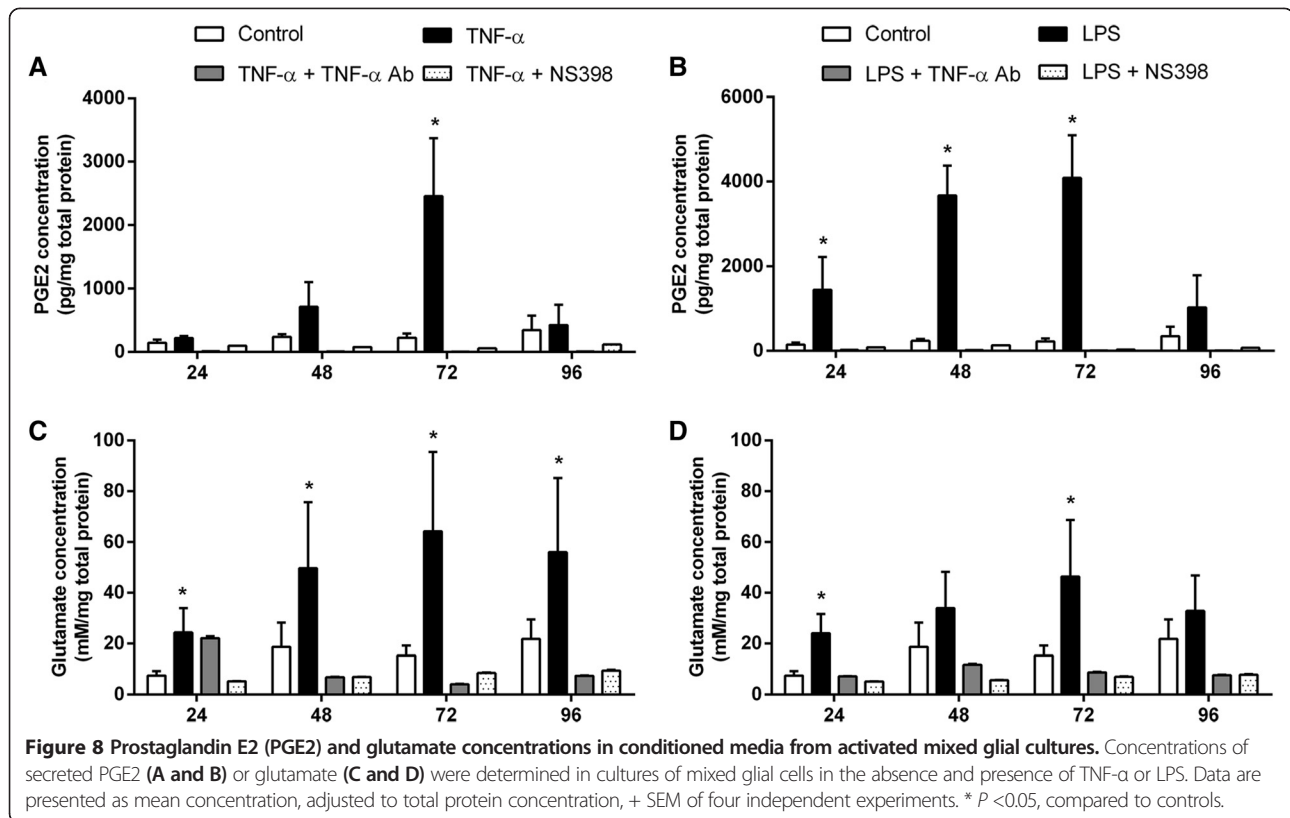 A
Control
TNF-α
TNF-α + TNF-α Ab
TNF-α + NS398
PGE2 concentration
(pg/mg total protein)
4000
3000
2000
1000
0
*
24 48 72 96
B
Control
LPS
LPS + TNF-α Ab
LPS + NS398
PGE2 concentration
(pg/mg total protein)
6000
4000
2000
0
* * *
24 48 72 96
C
Glutamate concentration
(mM/mg total protein)
100
80
60
40
20
0
* * * *
24 48 72 96
D
Glutamate concentration
(mM/mg total protein)
100
80
60
40
20
0
* *
24 48 72 96
Figure 8 Prostaglandin E2 (PGE2) and glutamate concentrations in conditioned media from activated mixed glial cultures. Concentrations of
secreted PGE2 (A and B) or glutamate (C and D) were determined in cultures of mixed glial cells in the absence and presence of TNF-α or LPS. Data are
presented as mean concentration, adjusted to total protein concentration, + SEM of four independent experiments. * P <0.05, compared to controls.